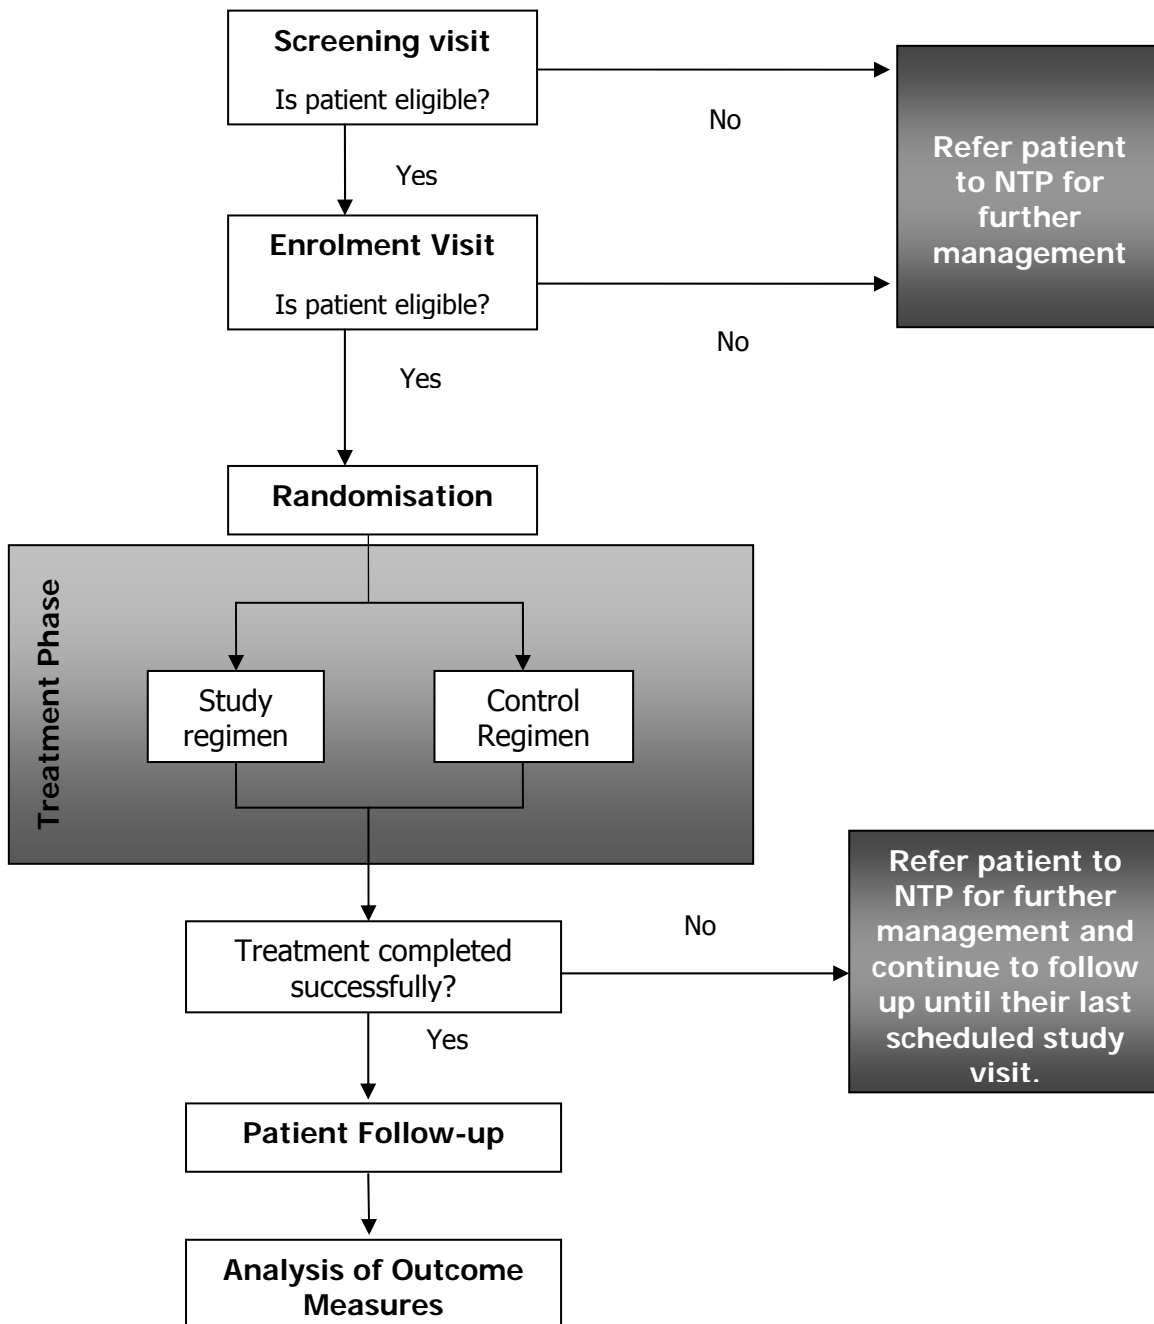 Screening visit
Is patient eligible?
No
Yes
Refer patient
to NTP for
further
management
Enrolment Visit
Is patient eligible?
No
Yes
Randomisation
Treatment Phase
Study
regimen
Control
Regimen
Treatment completed
successfully?
No
Yes
Refer patient to
NTP for further
management and
continue to follow
up until their last
scheduled study
visit.
Patient Follow-up
Analysis of Outcome
Measures